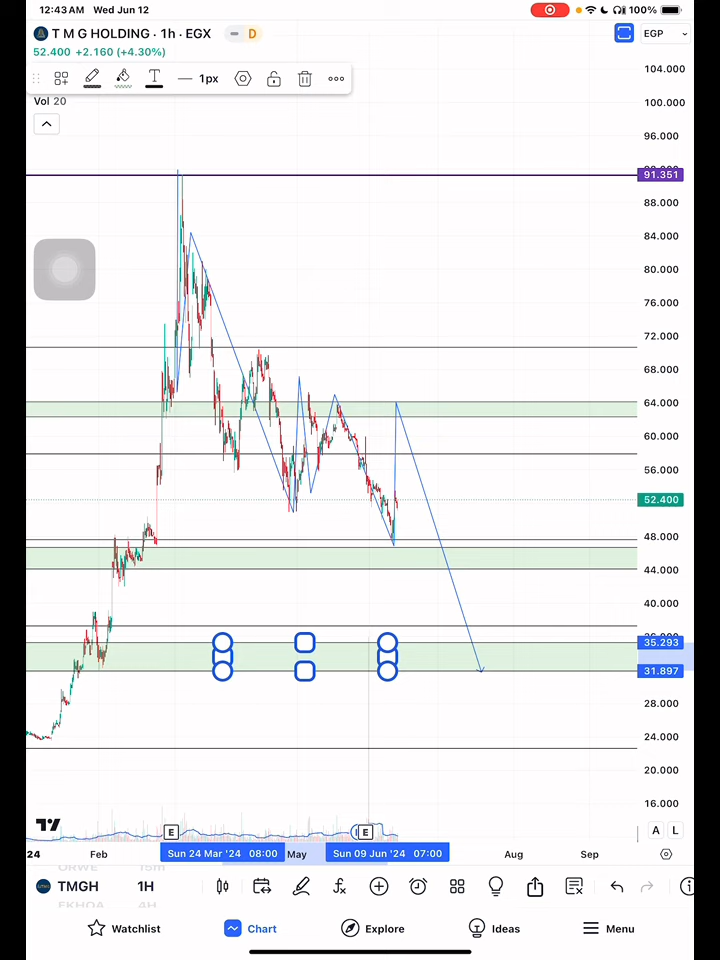 12:43 AM Wed Jun 12 100%
T M G HOLDING · 1h · EGX D EGP
52.400 +2.160 (+4.30%)
1px
Vol 20
104.000
100.000
96.000
91.351
88.000
84.000
80.000
76.000
72.000
68.000
64.000
60.000
56.000
52.400
48.000
44.000
40.000
35.293
31.897
28.000
24.000
20.000
16.000
E E
A L
24 Feb Sun 24 Mar '24 08:00 May Sun 09 Jun '24 07:00 Aug Sep
TMGH 1H
EKHOA 4H
Watchlist Chart Explore Ideas Menu